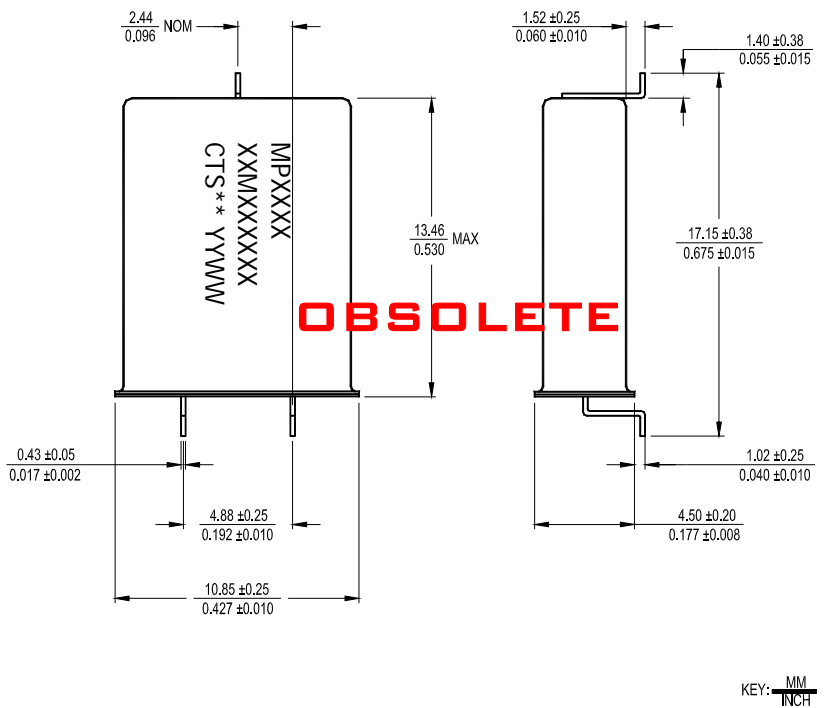 2.44
0.096
NOM
1.52 ±0.25
0.060 ±0.010
1.40 ±0.38
0.055 ±0.015
MPXXXX
XXMXXXXXX
CTS** YYWW
13.46
0.530
MAX
17.15 ±0.38
0.675 ±0.015
OBSOLETE
0.43 ±0.05
0.017 ±0.002
1.02 ±0.25
0.040 ±0.010
4.88 ±0.25
0.192 ±0.010
4.50 ±0.20
0.177 ±0.008
10.85 ±0.25
0.427 ±0.010
KEY: MM
INCH